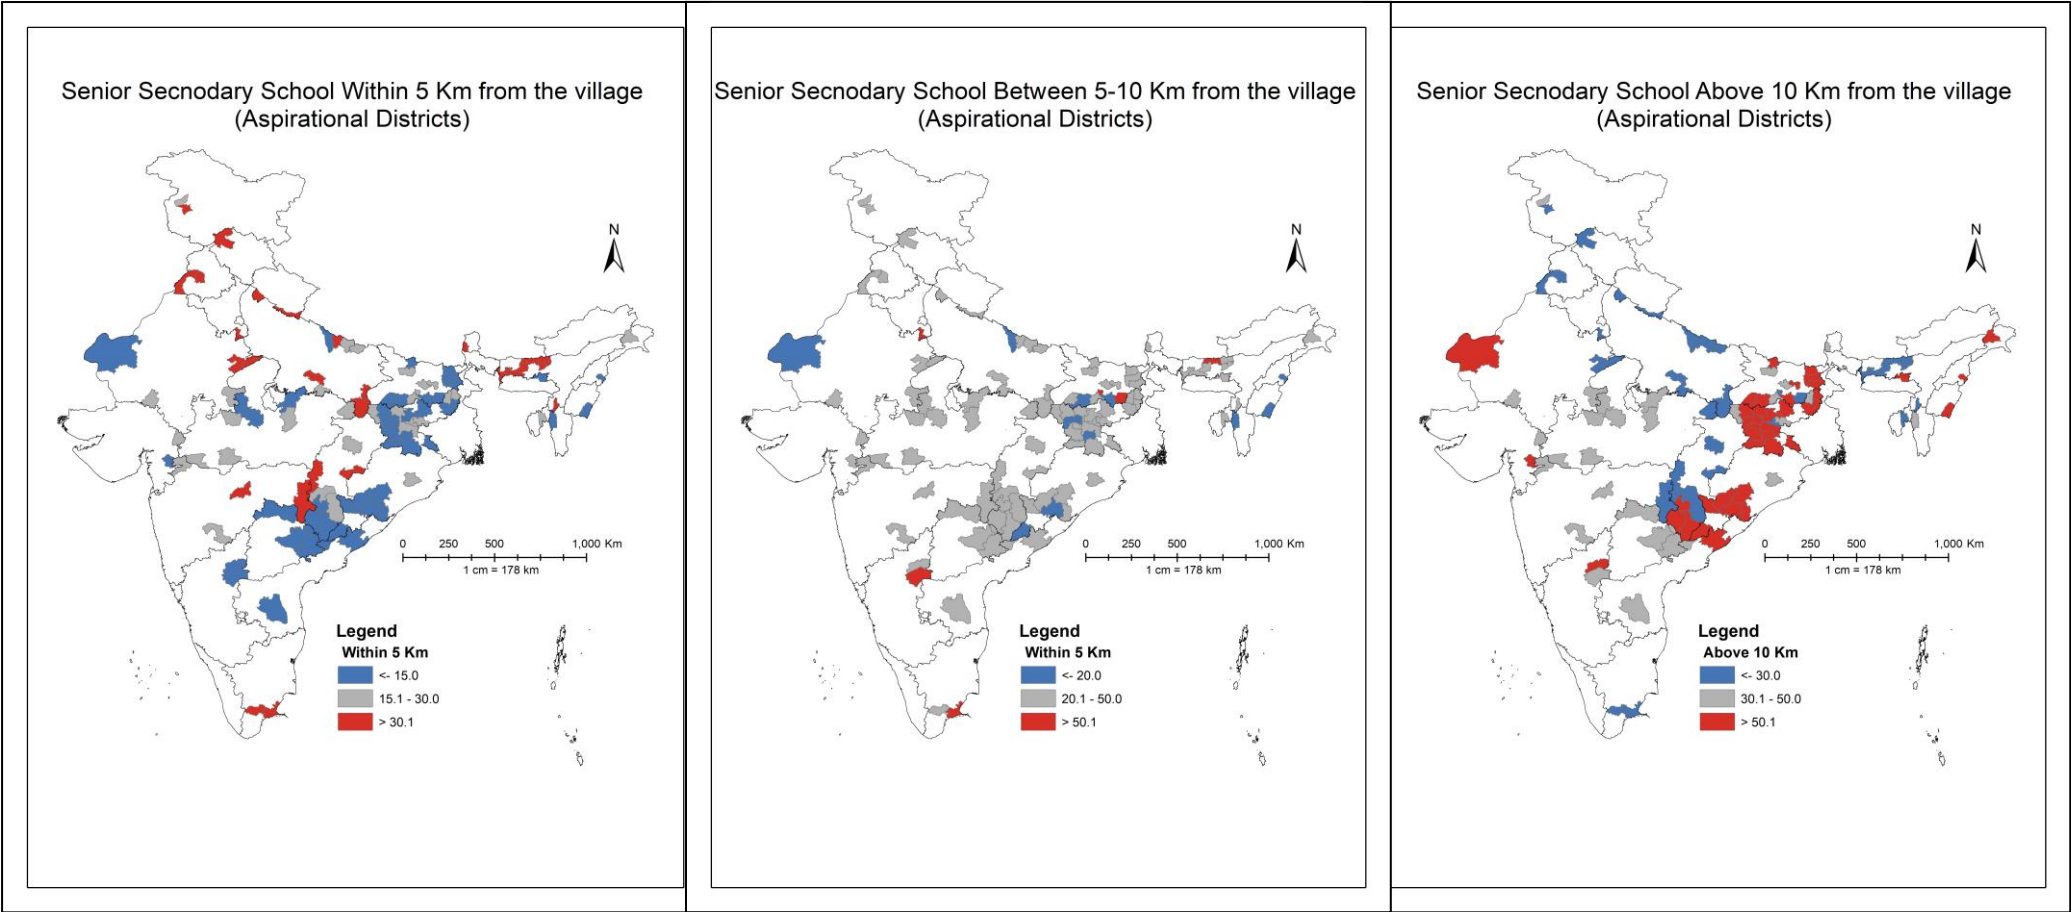 Senior Secnodary School Within 5 Km from the village
(Aspirational Districts)
N
0 250 500 1,000 Km
1 cm = 178 km
Legend
Within 5 Km
<- 15.0
15.1 - 30.0
> 30.1
Senior Secnodary School Between 5-10 Km from the village
(Aspirational Districts)
N
0 250 500 1,000 Km
1 cm = 178 km
Legend
Within 5 Km
<- 20.0
20.1 - 50.0
> 50.1
Senior Secnodary School Above 10 Km from the village
(Aspirational Districts)
N
0 250 500 1,000 Km
1 cm = 178 km
Legend
Above 10 Km
<- 30.0
30.1 - 50.0
> 50.1